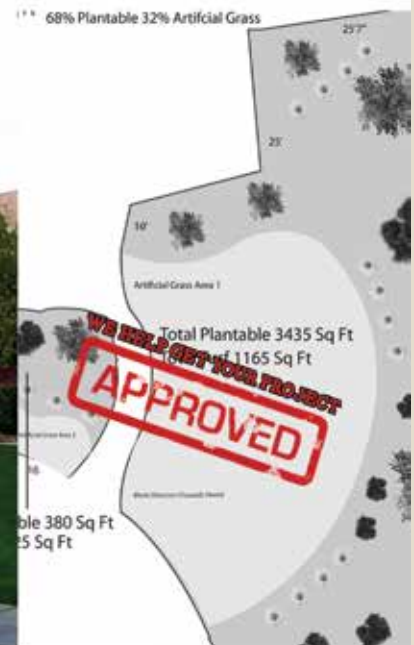 68% Plantable 32% Artifcial Grass
25'7"
25'
10'
Artificial Grass Area 1
Total Plantable 3435 Sq Ft
1165 Sq Ft
WE HELP GET YOUR PROJECT
APPROVED
ble 380 Sq Ft
5 Sq Ft